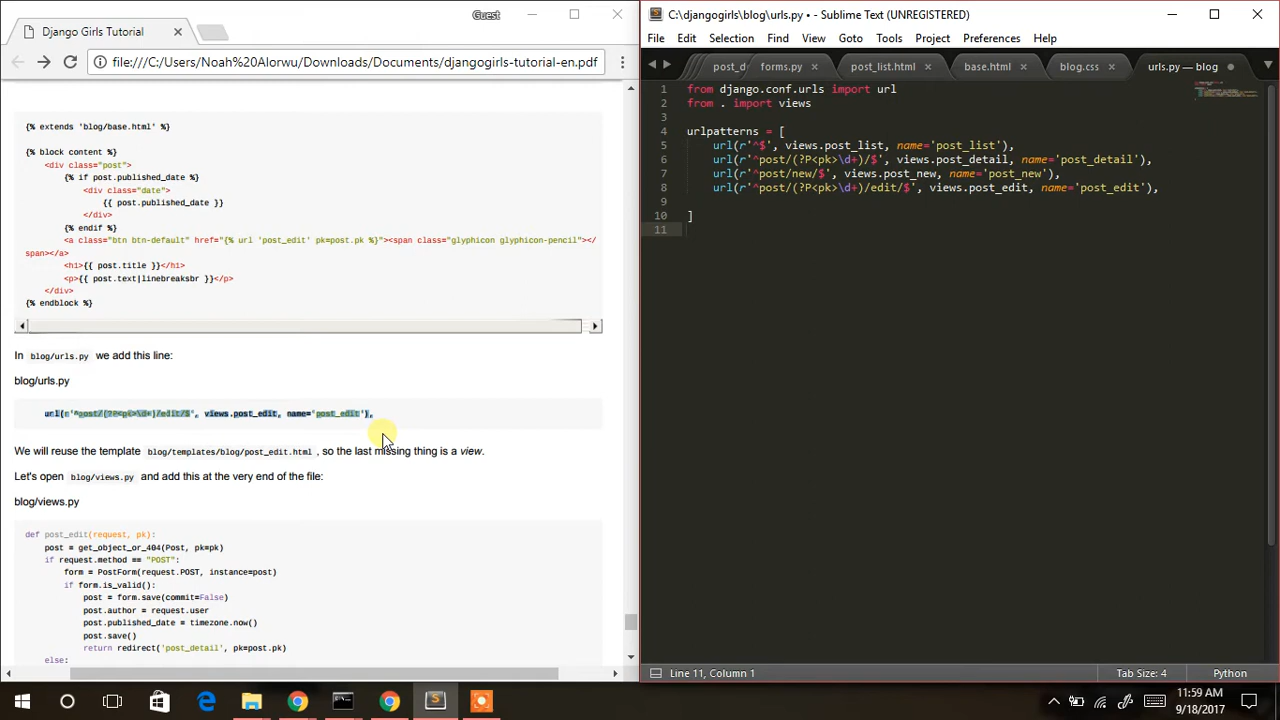 Guest
Django Girls Tutorial
file:///C:/Users/Noah%20Alorwu/Downloads/Documents/djangogirls-tutorial-en.pdf
{% extends 'blog/base.html' %}
{% block content %}
<div class="post">
{% if post.published_date %}
<div class="date">
{{ post.published_date }}
</div>
{% endif %}
<a class="btn btn-default" href="{% url 'post_edit' pk=post.pk %}"><span class="glyphicon glyphicon-pencil"></
span></a>
<h1>{{ post.title }}</h1>
<p>{{ post.text|linebreaksbr }}</p>
</div>
{% endblock %}
In blog/urls.py we add this line:
blog/urls.py
url(r'^post/(?P<pk>\d+)/edit/$', views.post_edit, name='post_edit'),
We will reuse the template blog/templates/blog/post_edit.html , so the last missing thing is a view.
Let's open blog/views.py and add this at the very end of the file:
blog/views.py
def post_edit(request, pk):
post = get_object_or_404(Post, pk=pk)
if request.method == "POST":
form = PostForm(request.POST, instance=post)
if form.is_valid():
post = form.save(commit=False)
post.author = request.user
post.published_date = timezone.now()
post.save()
return redirect('post_detail', pk=post.pk)
else:
C:\djangogirls\blog\urls.py • - Sublime Text (UNREGISTERED)
File Edit Selection Find View Goto Tools Project Preferences Help
post_d forms.py post_list.html base.html blog.css urls.py — blog
1 from django.conf.urls import url
2 from . import views
3
4 urlpatterns = [
5 url(r'^$', views.post_list, name='post_list'),
6 url(r'^post/(?P<pk>\d+)/$', views.post_detail, name='post_detail'),
7 url(r'^post/new/$', views.post_new, name='post_new'),
8 url(r'^post/(?P<pk>\d+)/edit/$', views.post_edit, name='post_edit'),
9
10 ]
11
Line 11, Column 1 Tab Size: 4 Python
11:59 AM
9/18/2017